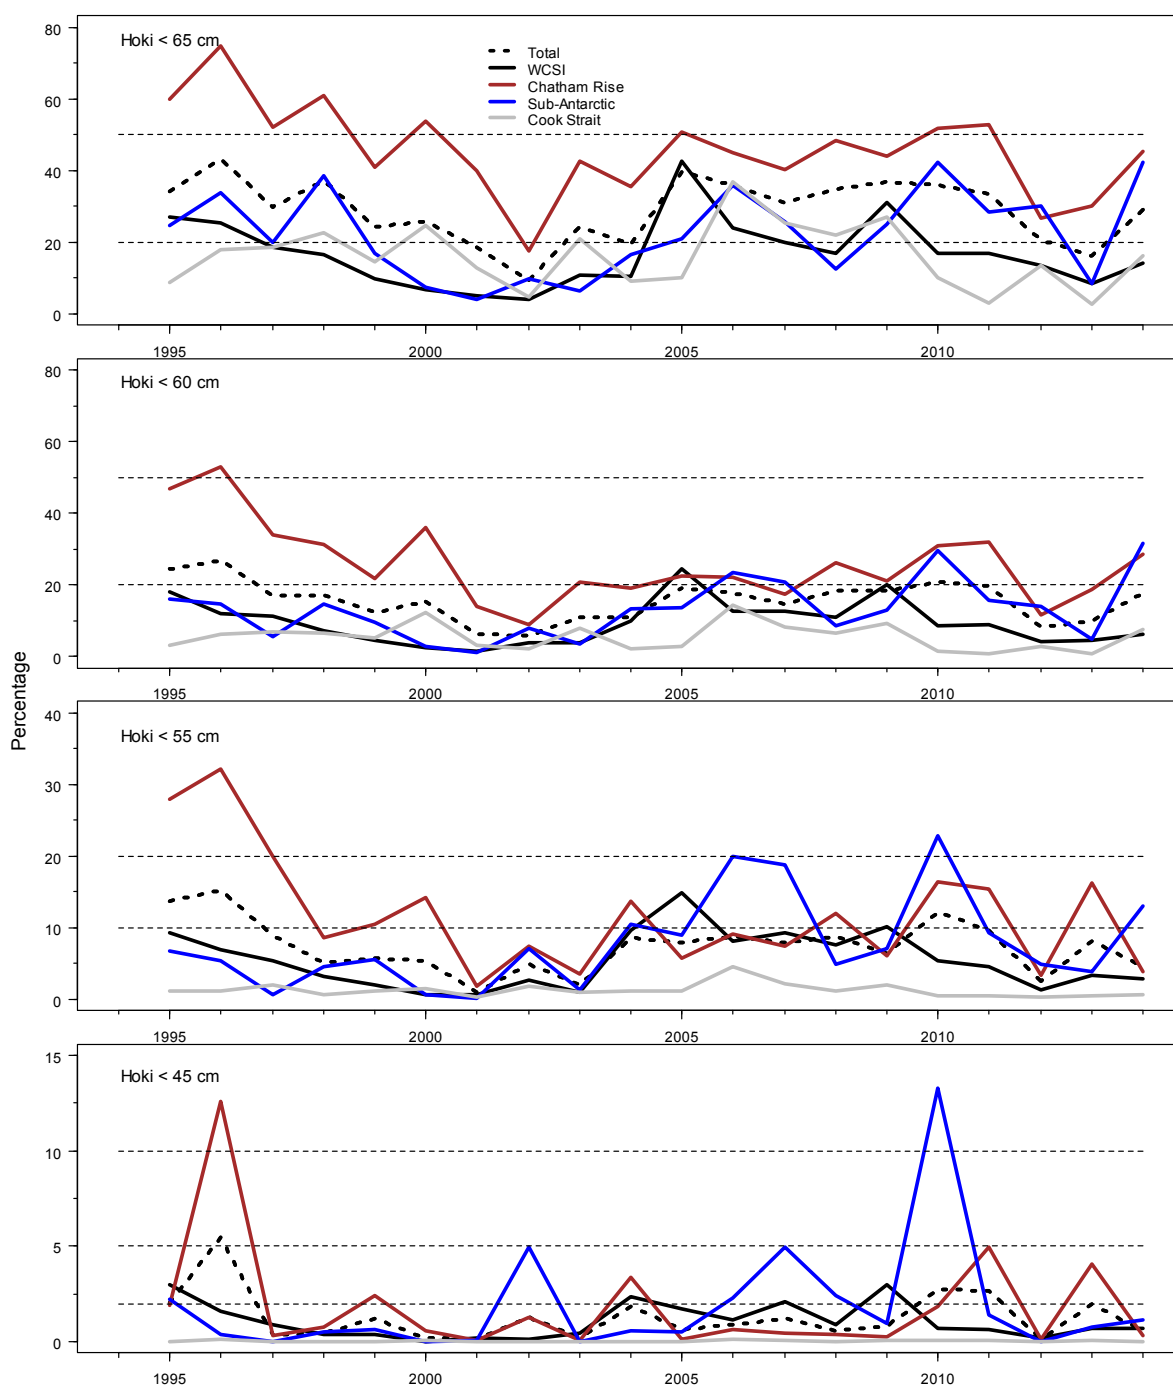 Hoki < 65 cm
Total
WCSI
Chatham Rise
Sub-Antarctic
Cook Strait
80
60
40
20
0
1995 2000 2005 2010
Hoki < 60 cm
80
60
40
20
0
1995 2000 2005 2010
Percentage
Hoki < 55 cm
40
30
20
10
0
1995 2000 2005 2010
Hoki < 45 cm
15
10
5
0
1995 2000 2005 2010